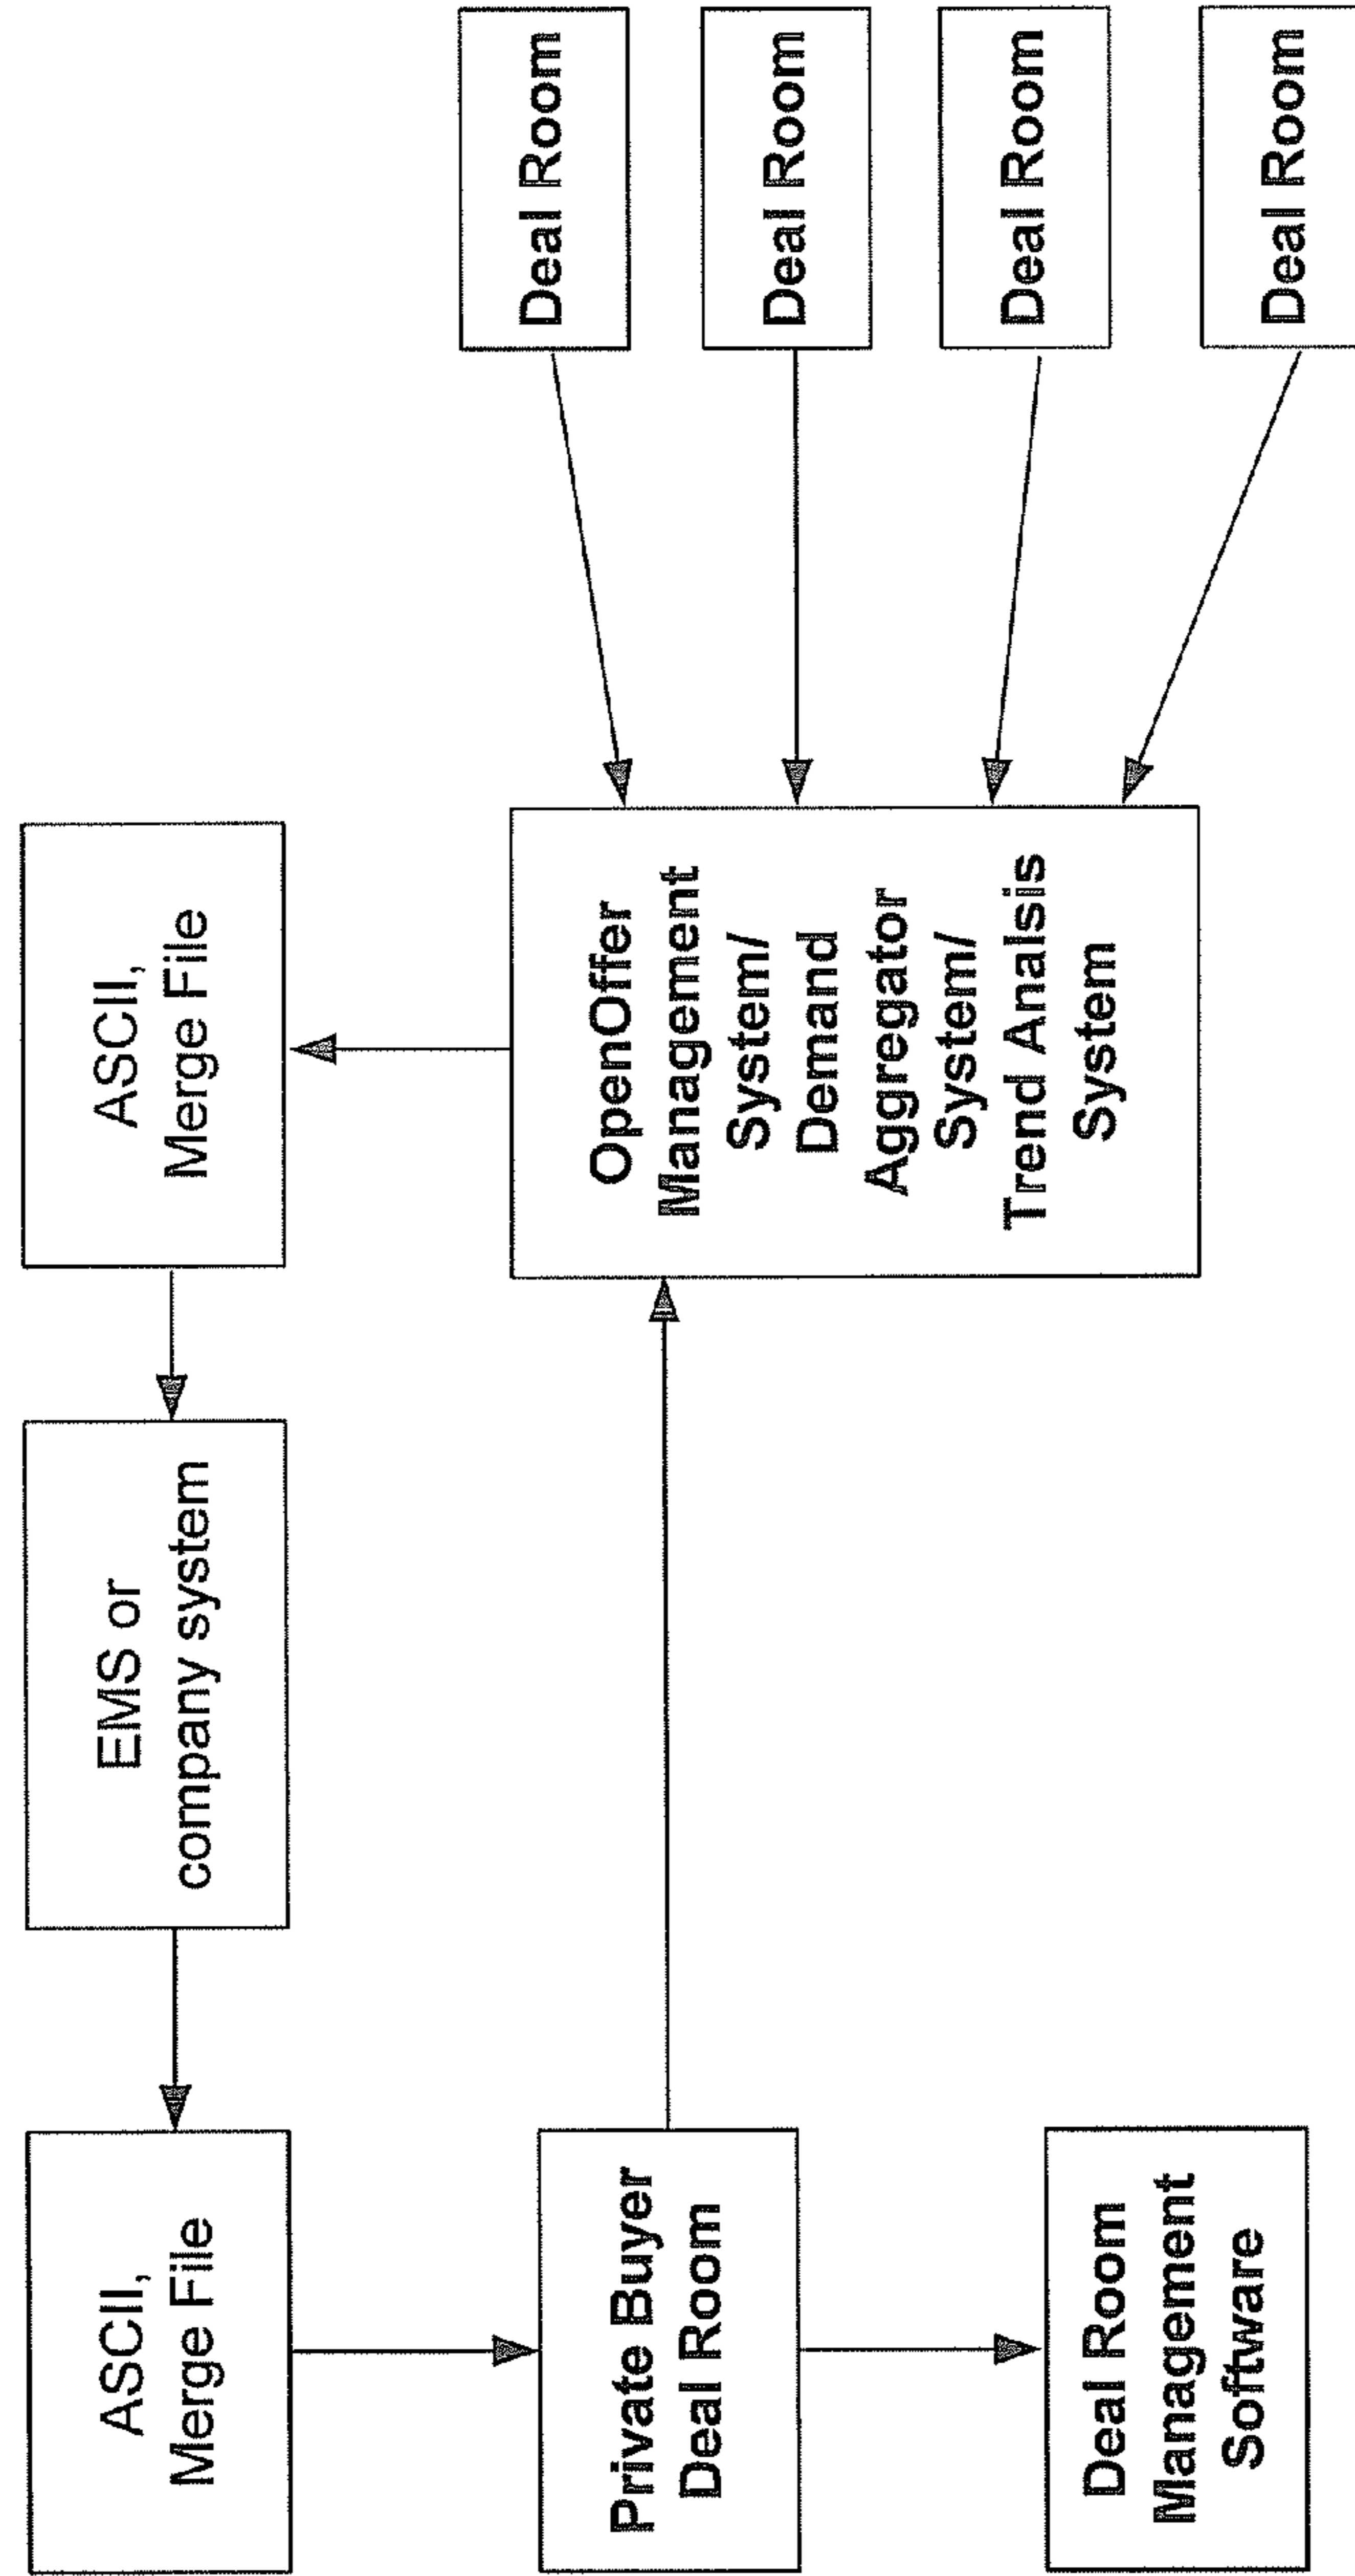 ASCII,
Merge File
EMS or
company system
ASCII,
Merge File
Private Buyer
Deal Room
OpenOffer
Management
System/
Demand
Aggregator
System/
Trend Analsis
System
Deal Room
Management
Software
Deal Room
Deal Room
Deal Room
Deal Room